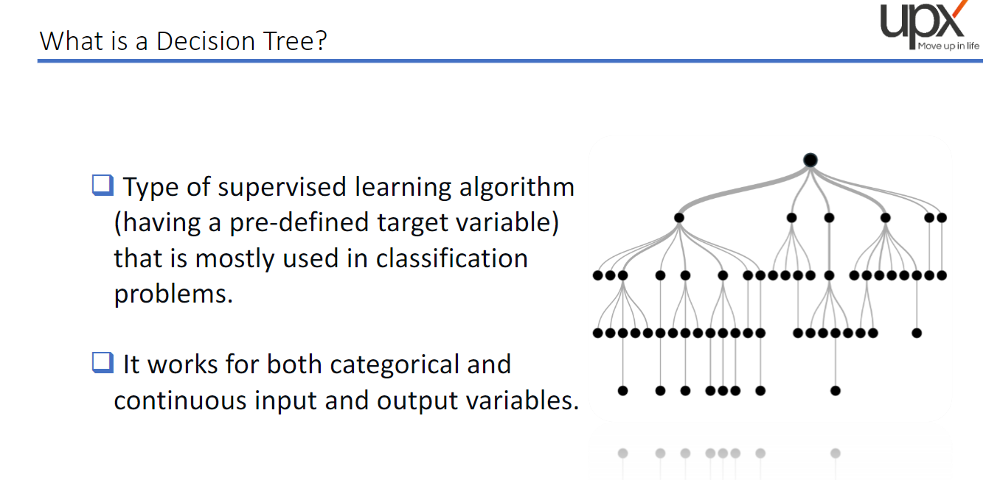 What is a Decision Tree?
upx
Move up in life
Type of supervised learning algorithm
(having a pre-defined target variable)
that is mostly used in classification
problems.
It works for both categorical and
continuous input and output variables.